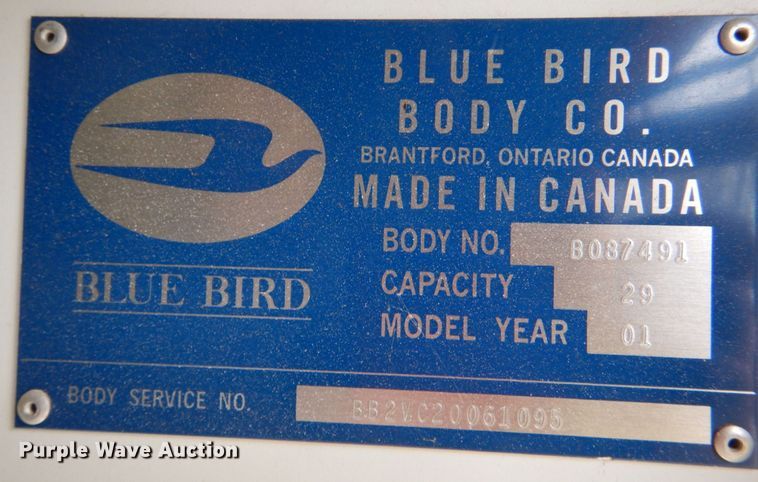 BLUE BIRD
BODY CO.
BRANTFORD, ONTARIO CANADA
MADE IN CANADA
BODY NO. B087491
CAPACITY 29
MODEL YEAR 01
BLUE BIRD
BODY SERVICE NO. BB2VC20061095
Purple Wave Auction